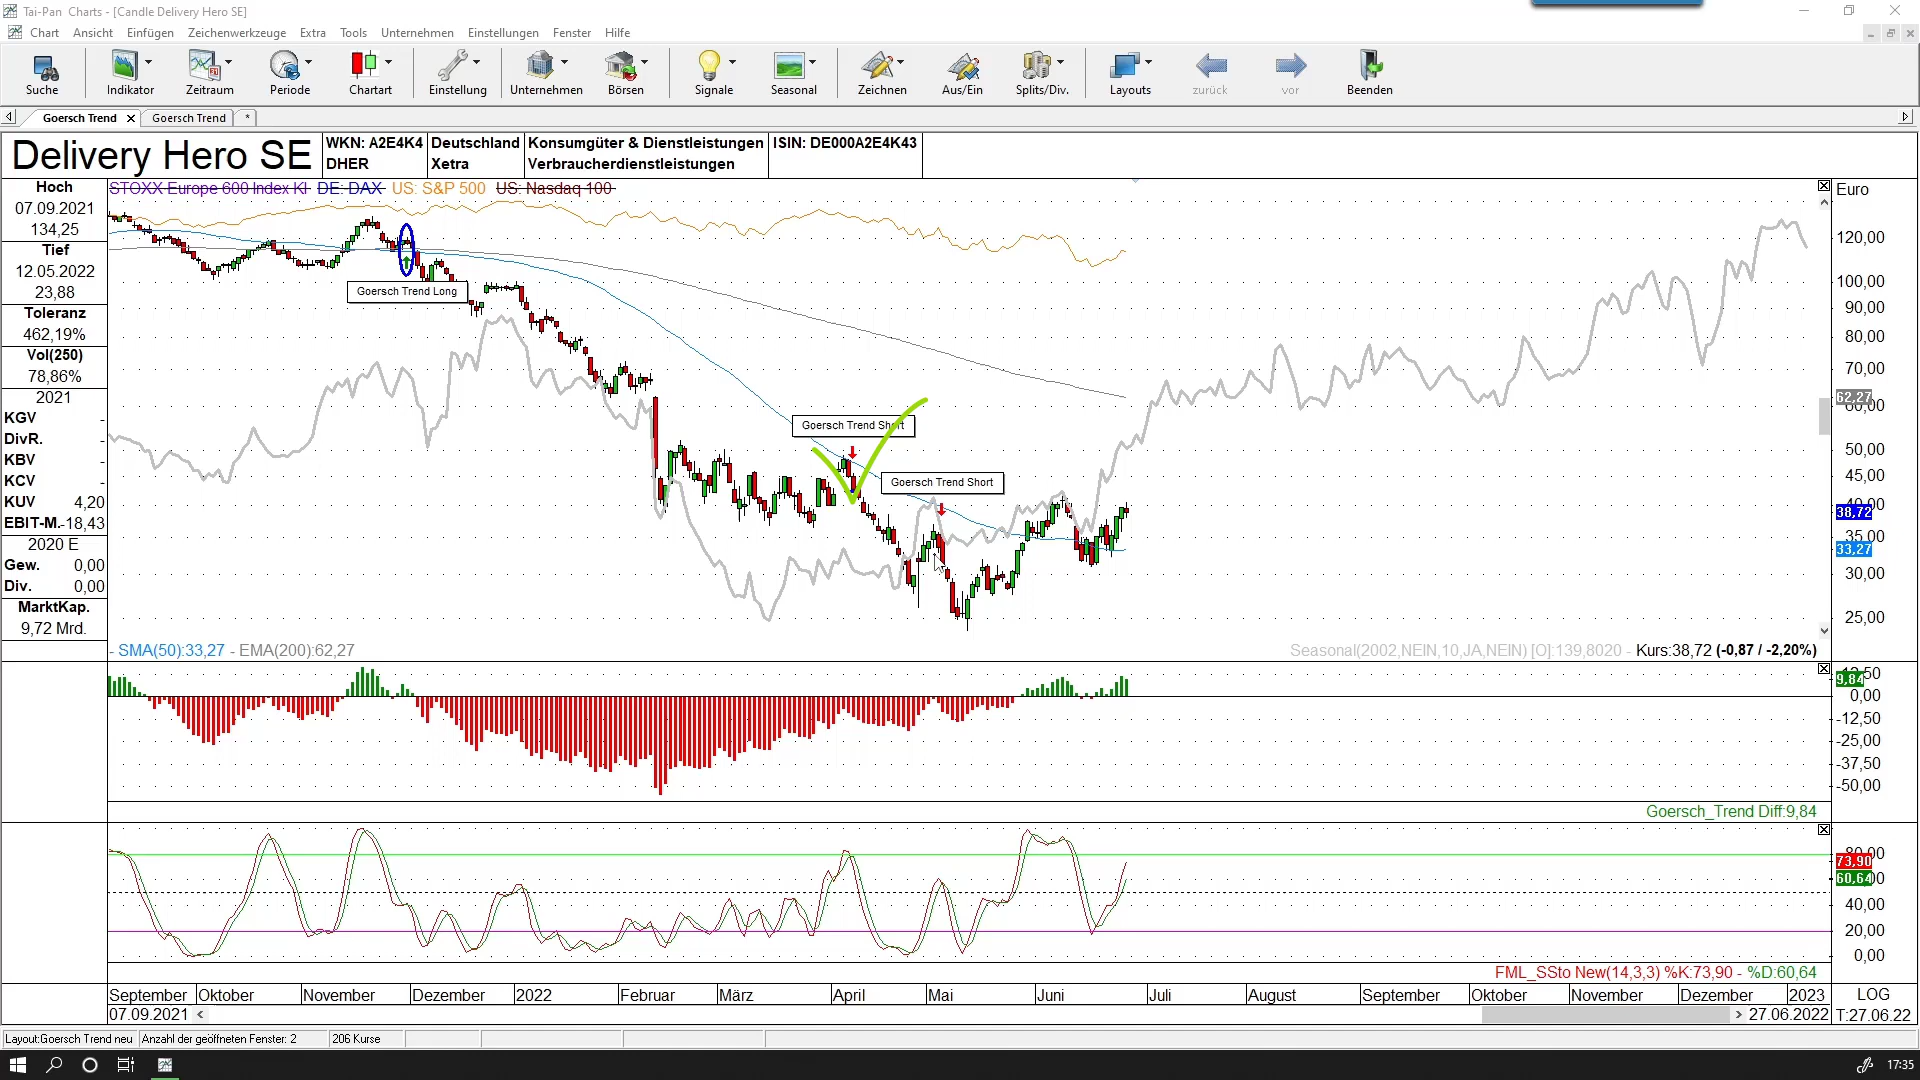 Tai-Pan Charts - [Candle Delivery Hero SE]
Chart Ansicht Einfügen Zeichenwerkzeuge Extra Tools Unternehmen Einstellungen Fenster Hilfe
Suche Indikator Zeitraum Periode Chartart Einstellung Unternehmen Börsen Signale Seasonal Zeichnen Aus/Ein Splits/Div. Layouts zurück vor Beenden
Goersch Trend Goersch Trend *
Delivery Hero SE
WKN: A2E4K4
DHER
Deutschland
Xetra
Konsumgüter & Dienstleistungen
Verbraucherdienstleistungen
ISIN: DE000A2E4K43
Hoch
07.09.2021
134,25
Tief
12.05.2022
23,88
Toleranz
462,19%
Vol(250)
78,86%
2021
KGV -
DivR. -
KBV -
KCV -
KUV 4,20
EBIT-M.-18,43
2020 E
Gew. 0,00
Div. 0,00
MarktKap.
9,72 Mrd.
STOXX Europe 600 Index KI DE: DAX US: S&P 500 US: Nasdaq 100
Goersch Trend Long
Goersch Trend Short
Goersch Trend Short
Euro
120,00
100,00
90,00
80,00
70,00
62,27
60,00
50,00
45,00
38,72
35,00
33,27
30,00
25,00
- SMA(50):33,27 - EMA(200):62,27
Seasonal(2002,NEIN,10,JA,NEIN) [O]:139,8020 - Kurs:38,72 (-0,87 / -2,20%)
9,84
0,00
-12,50
-25,00
-37,50
-50,00
Goersch_Trend Diff:9,84
73,90
60,64
40,00
20,00
0,00
FML_SSto New(14,3,3) %K:73,90 - %D:60,64
September Oktober November Dezember 2022 Februar März April Mai Juni Juli August September Oktober November Dezember 2023 LOG
07.09.2021 27.06.2022 T:27.06.22
Layout:Goersch Trend neu Anzahl der geöffneten Fenster: 2 206 Kurse
17:35